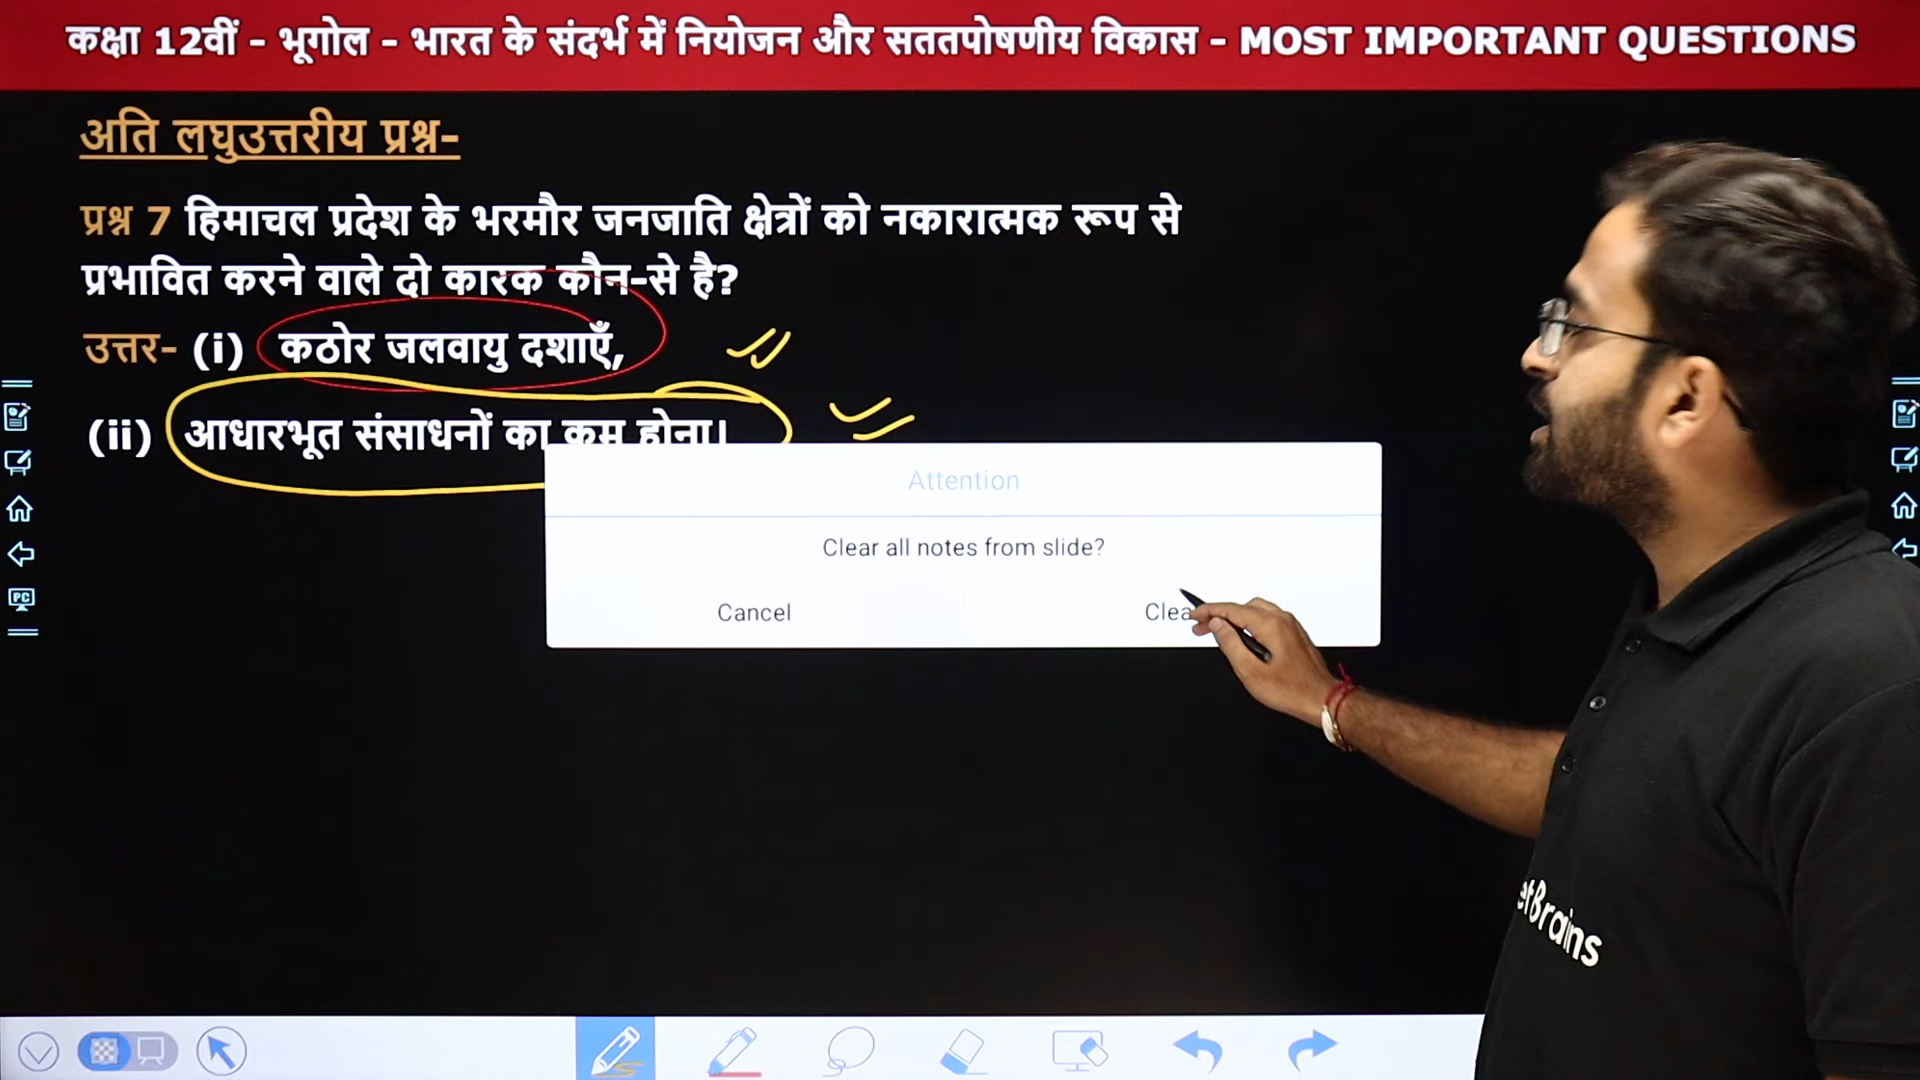 कक्षा 12वीं - भूगोल - भारत के संदर्भ में नियोजन और सततपोषणीय विकास - MOST IMPORTANT QUESTIONS
अति लघुउत्तरीय प्रश्न-
प्रश्न 7 हिमाचल प्रदेश के भरमौर जनजाति क्षेत्रों को नकारात्मक रूप से
प्रभावित करने वाले दो कारक कौन-से है?
उत्तर- (i) कठोर जलवायु दशाएँ,
(ii) आधारभूत संसाधनों का कम होना।
Attention
Clear all notes from slide?
Cancel
PC